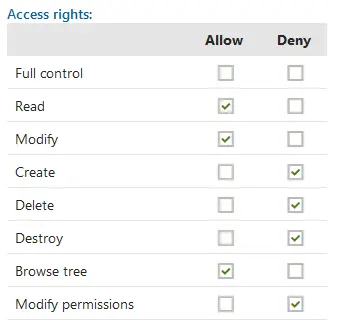 Access rights:
Allow Deny
Full control
Read
Modify
Create
Delete
Destroy
Browse tree
Modify permissions